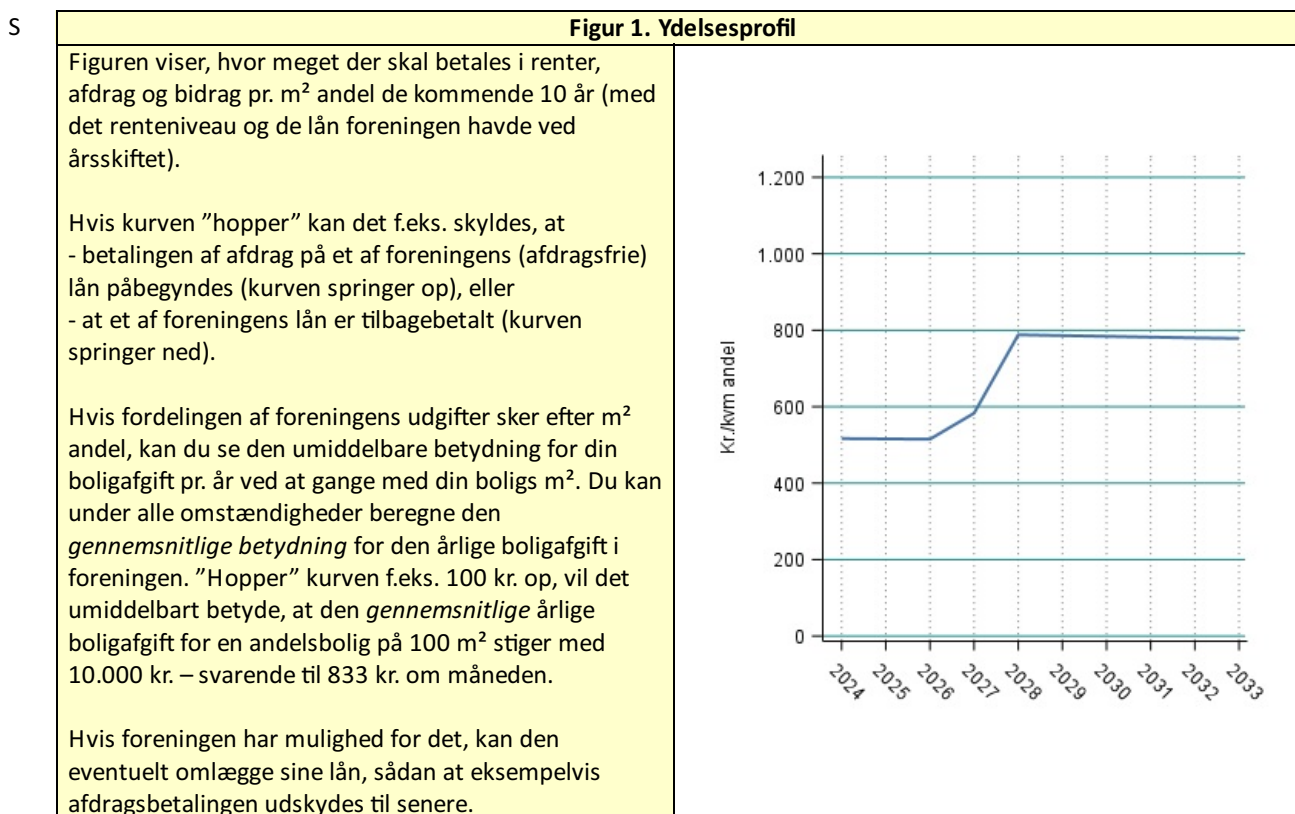 S
Figur 1. Ydelsesprofil
Figuren viser, hvor meget der skal betales i renter,
afdrag og bidrag pr. m² andel de kommende 10 år (med
det renteniveau og de lån foreningen havde ved
årsskiftet).
Hvis kurven ”hopper” kan det f.eks. skyldes, at
- betalingen af afdrag på et af foreningens (afdragsfrie)
lån påbegyndes (kurven springer op), eller
- at et af foreningens lån er tilbagebetalt (kurven
springer ned).
Hvis fordelingen af foreningens udgifter sker efter m²
andel, kan du se den umiddelbare betydning for din
boligafgift pr. år ved at gange med din boligs m². Du kan
under alle omstændigheder beregne den
gennemsnitlige betydning for den årlige boligafgift i
foreningen. ”Hopper” kurven f.eks. 100 kr. op, vil det
umiddelbart betyde, at den gennemsnitlige årlige
boligafgift for en andelsbolig på 100 m² stiger med
10.000 kr. – svarende til 833 kr. om måneden.
Hvis foreningen har mulighed for det, kan den
eventuelt omlægge sine lån, sådan at eksempelvis
afdragsbetalingen udskydes til senere.
Kr./kvm andel
1.200
1.000
800
600
400
200
0
2024
2025
2026
2027
2028
2029
2030
2031
2032
2033